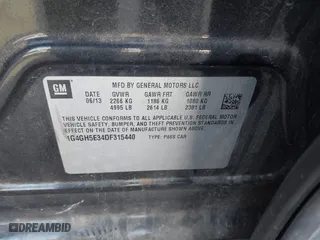 GM
MFD BY GENERAL MOTORS LLC
DATE GVWR GAWR FRT GAWR RR
06/13 2266 KG 1186 KG 1080 KG
4995 LB 2614 LB 2381 LB
THIS VEHICLE CONFORMS TO ALL APPLICABLE U.S. FEDERAL MOTOR VEHICLE
SAFETY, BUMPER, AND THEFT PREVENTION STANDARDS IN EFFECT ON THE
DATE OF MANUFACTURE SHOWN ABOVE.
1G4GH5E34DF315440 TYPE: PASS CAR
© AUTOBIDMASTER